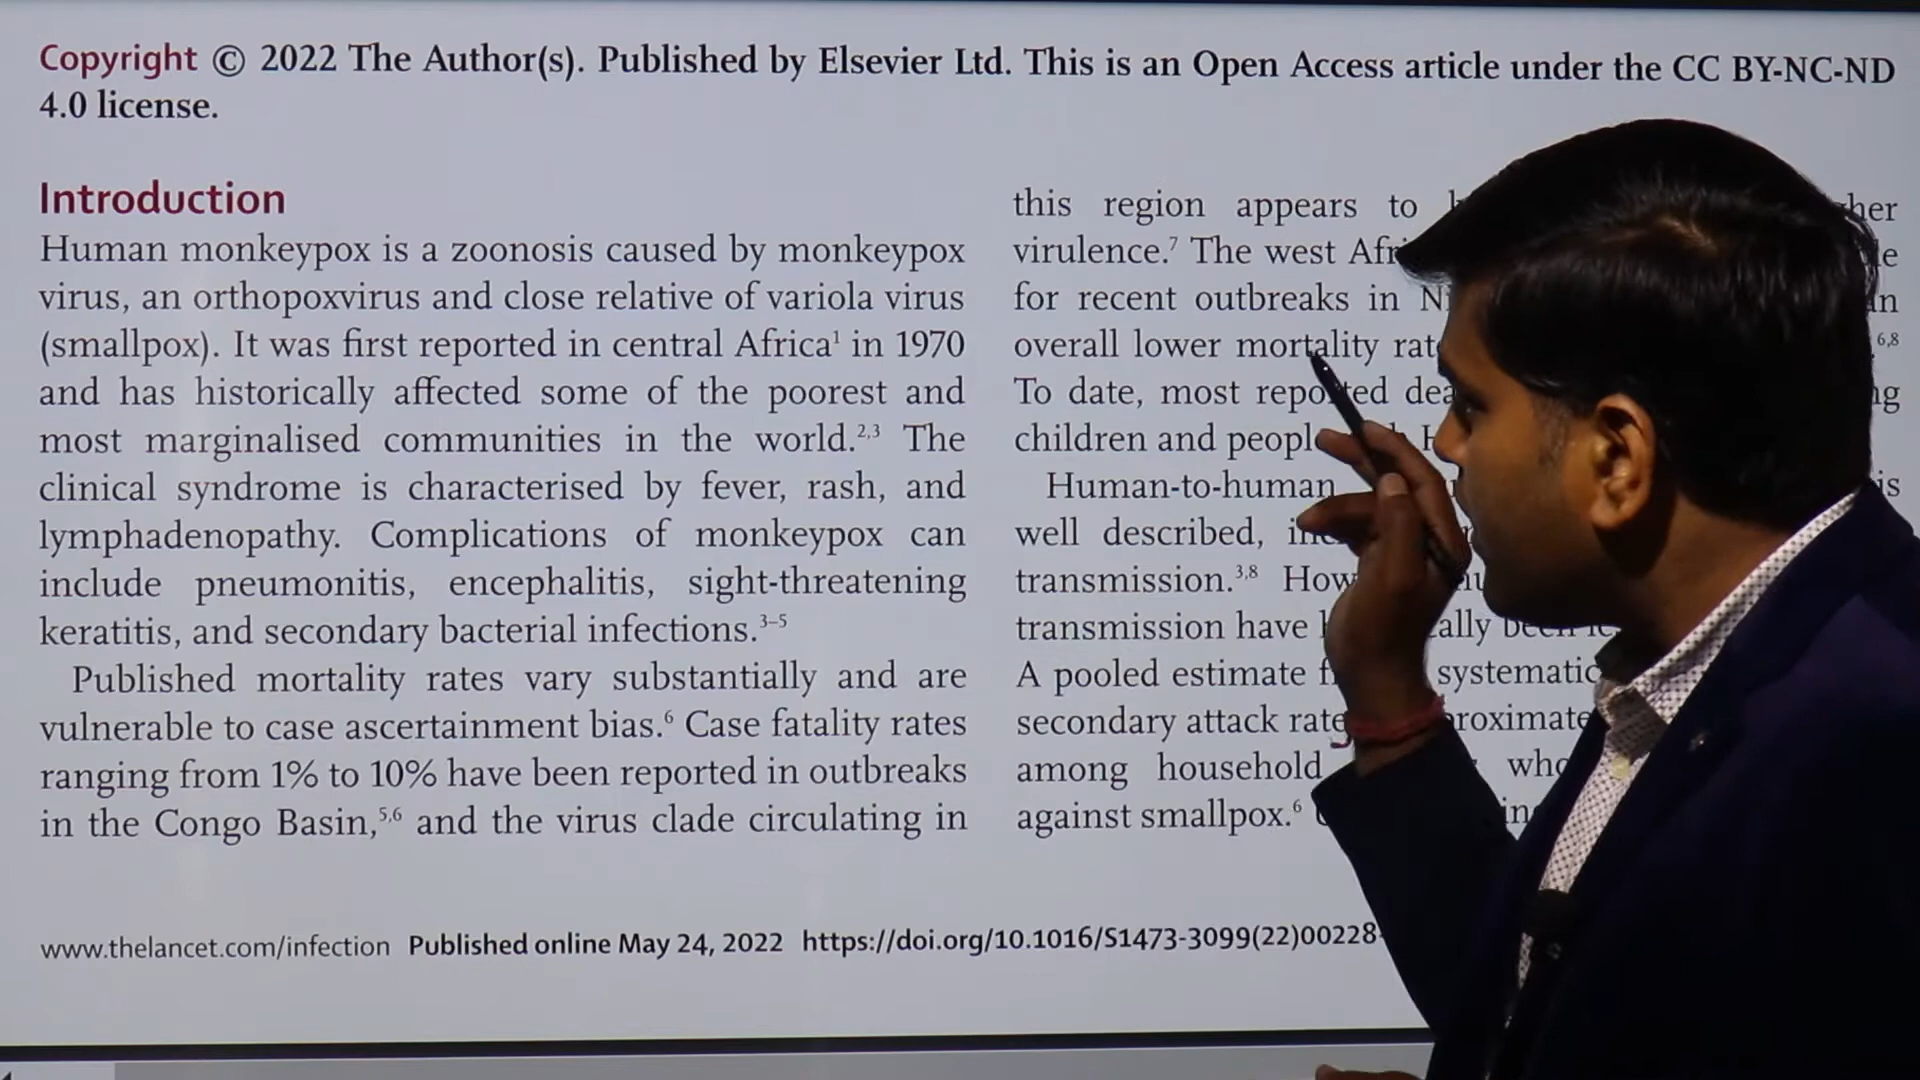 Copyright © 2022 The Author(s). Published by Elsevier Ltd. This is an Open Access article under the CC BY-NC-ND
4.0 license.
Introduction
Human monkeypox is a zoonosis caused by monkeypox
virus, an orthopoxvirus and close relative of variola virus
(smallpox). It was first reported in central Africa¹ in 1970
and has historically affected some of the poorest and
most marginalised communities in the world.²,³ The
clinical syndrome is characterised by fever, rash, and
lymphadenopathy. Complications of monkeypox can
include pneumonitis, encephalitis, sight-threatening
keratitis, and secondary bacterial infections.³–⁵
Published mortality rates vary substantially and are
vulnerable to case ascertainment bias.⁶ Case fatality rates
ranging from 1% to 10% have been reported in outbreaks
in the Congo Basin,⁵,⁶ and the virus clade circulating in
this region appears to
virulence.⁷ The west
for recent outbreaks in
overall lower mortality 6,8
To date, most reported
children and people
Human-to-human is
well described,
transmission.³,⁸
transmission have
A pooled estimate systematic
secondary attack rate
among household
against smallpox.⁶
www.thelancet.com/infection Published online May 24, 2022 https://doi.org/10.1016/S1473-3099(22)00228